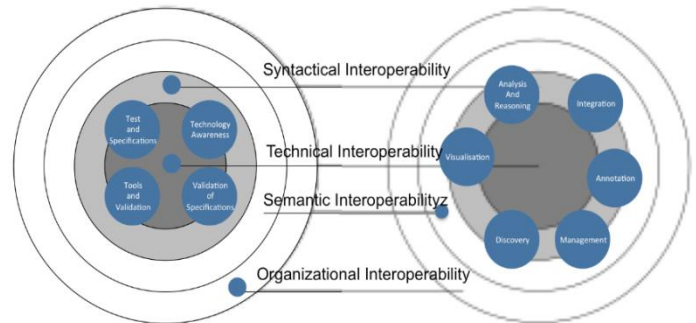 Syntactical Interoperability
Analysis
And
Reasoning
Integration
Test
and
Specifications
Technology
Awareness
Technical Interoperability
Visualisation
Annotation
Tools
and
Validation
Validation
of
Specifications
Semantic Interoperabilityz
Discovery
Management
Organizational Interoperability